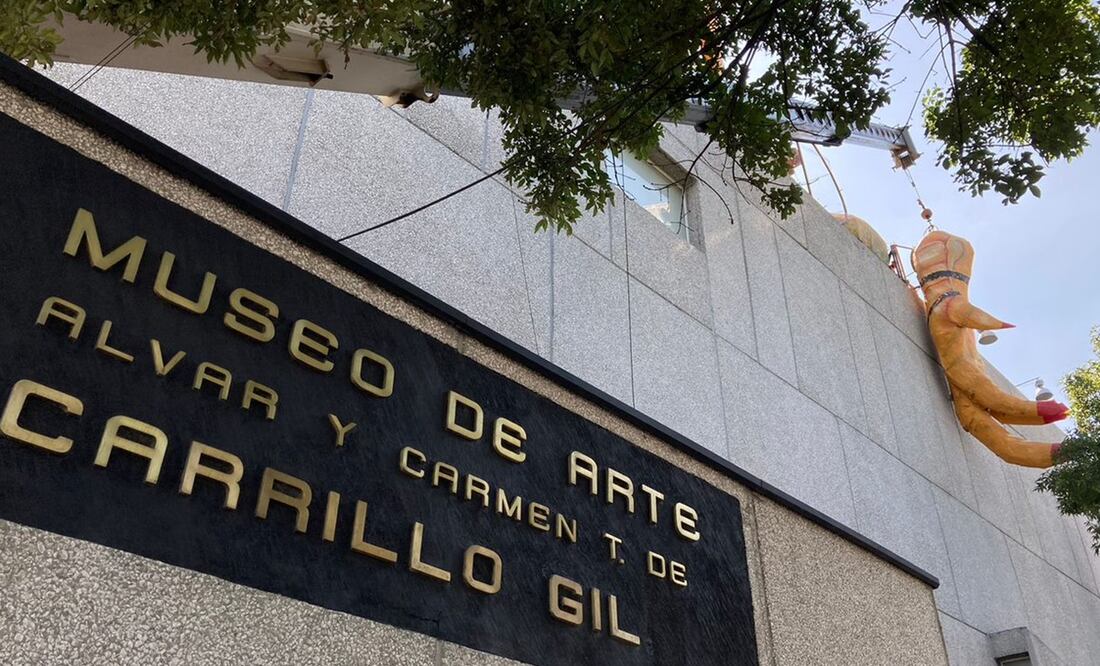 MUSEO DE ARTE
ALVAR Y CARMEN T. DE
CARRILLO GIL